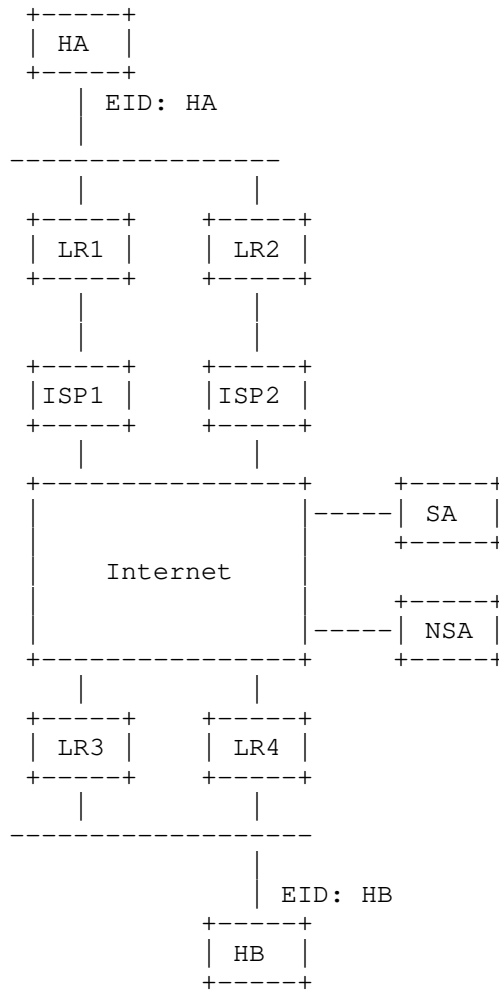 HA
EID: HA
LR1 LR2
ISP1 ISP2
SA
Internet
NSA
LR3 LR4
EID: HB
HB